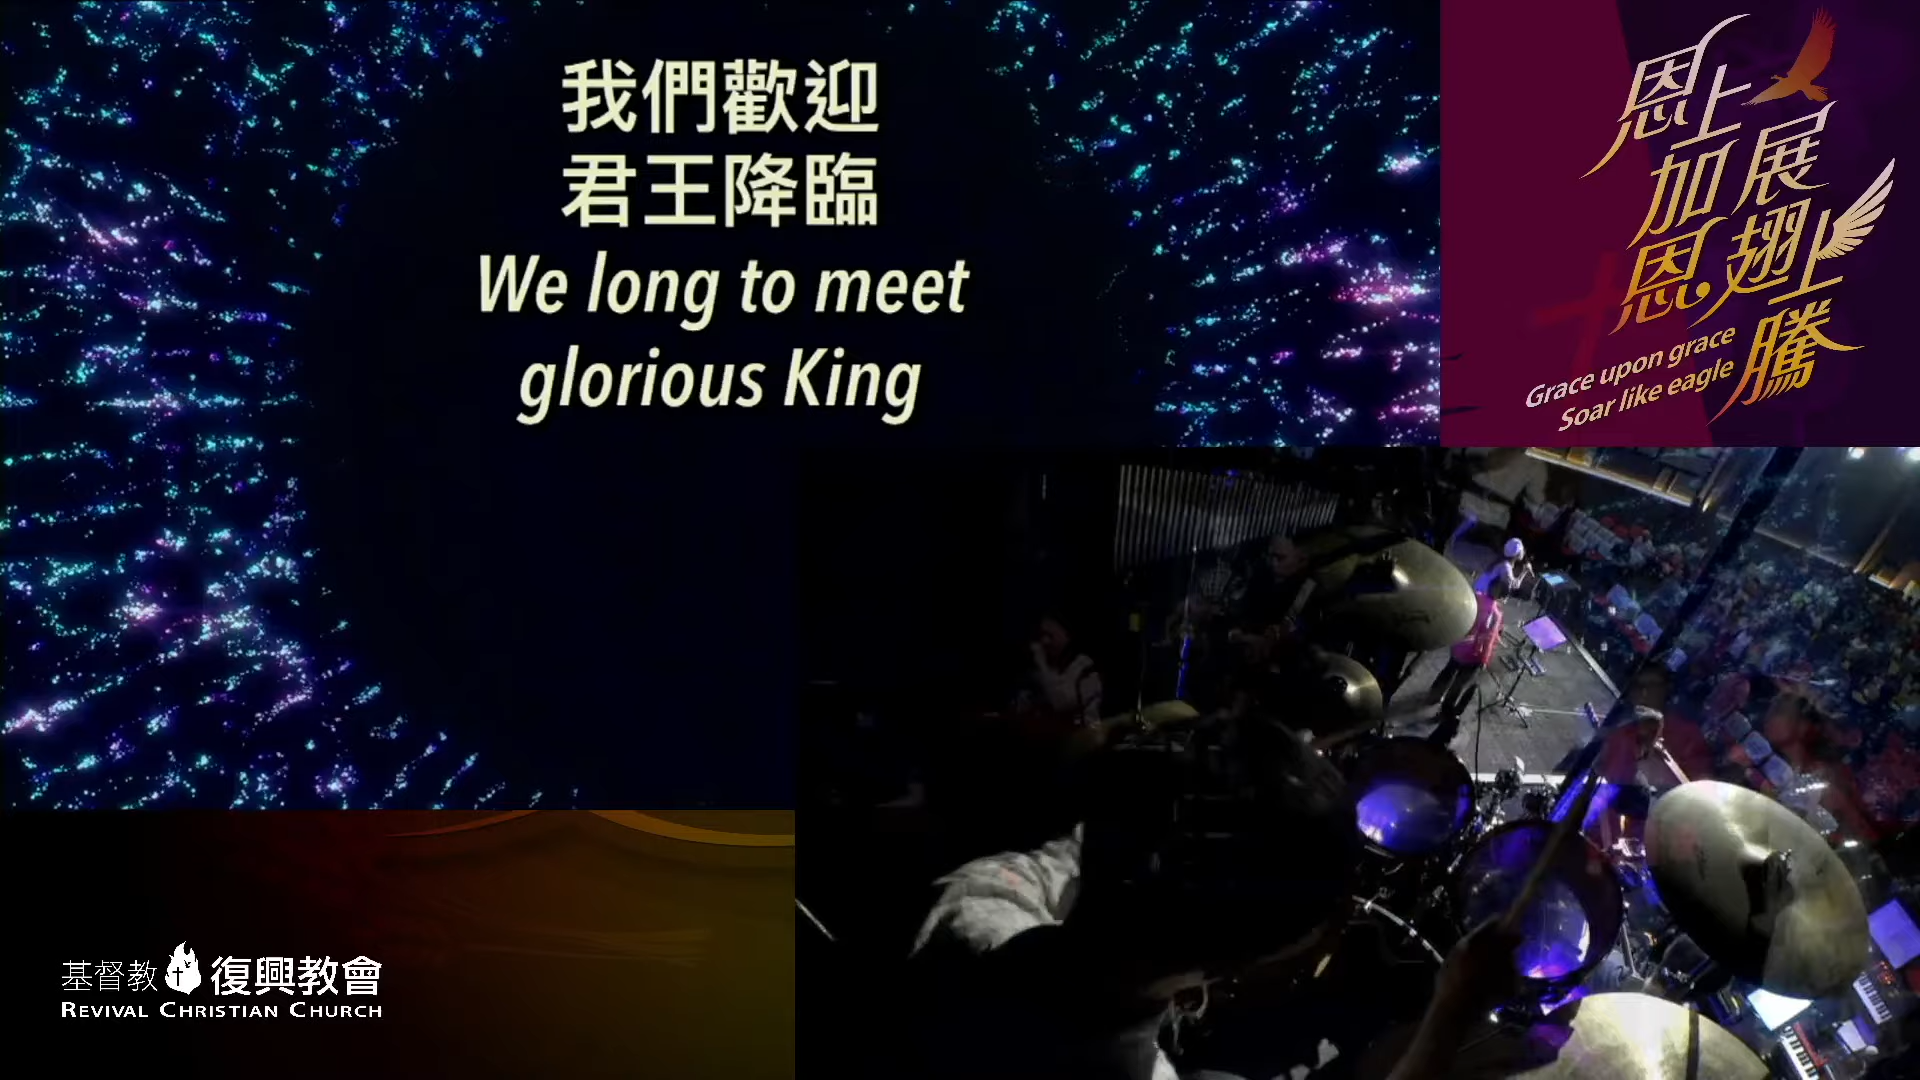 我們歡迎
君王降臨
We long to meet
glorious King
恩上加恩
展翅上騰
Grace upon grace
Soar like eagle
基督教 復興教會
REVIVAL CHRISTIAN CHURCH